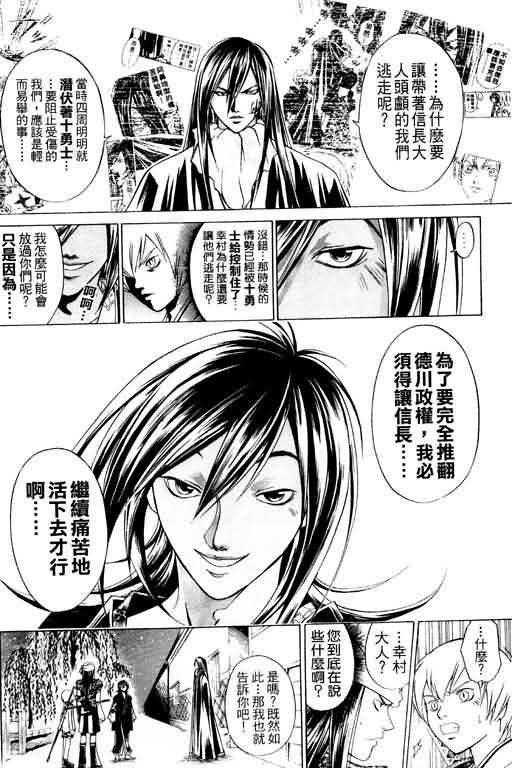 ……為什麼要
讓帶著信長大
人頭顱的我們
逃走呢？
當時四周明明就
潛伏著十勇士…
…要阻止受傷的
我們，應該是輕
而易舉的事……
……
沒錯…那時候的
情勢已經被十勇
士給控制住了…
幸村為什麼還要
讓他們逃走呢？
呵呵…
我怎麼可能會
放過你們呢？
只是因為……
為了要完全推翻
德川政權，我必
須得讓信長……
繼續痛苦地
活下去才行
啊……
…什麼？
…幸村
大人？
您到底在說
些什麼啊？
是嗎？既然如
此…那我也就
告訴你吧！